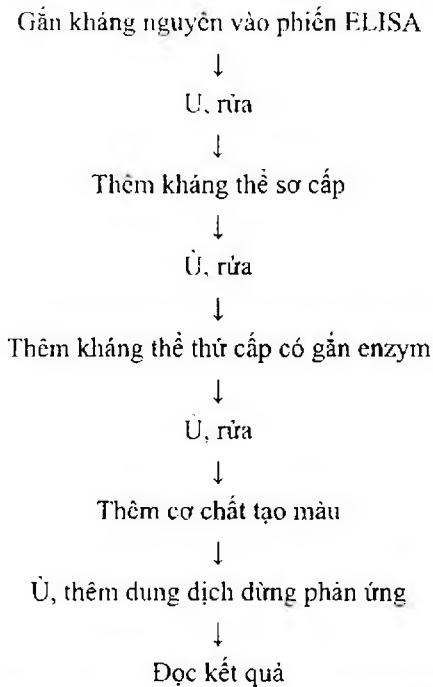 Gắn kháng nguyên vào phiến ELISA
↓
Ủ, rửa
↓
Thêm kháng thể sơ cấp
↓
Ủ, rửa
↓
Thêm kháng thể thứ cấp có gắn enzym
↓
Ủ, rửa
↓
Thêm cơ chất tạo màu
↓
Ủ, thêm dung dịch dừng phản ứng
↓
Đọc kết quả